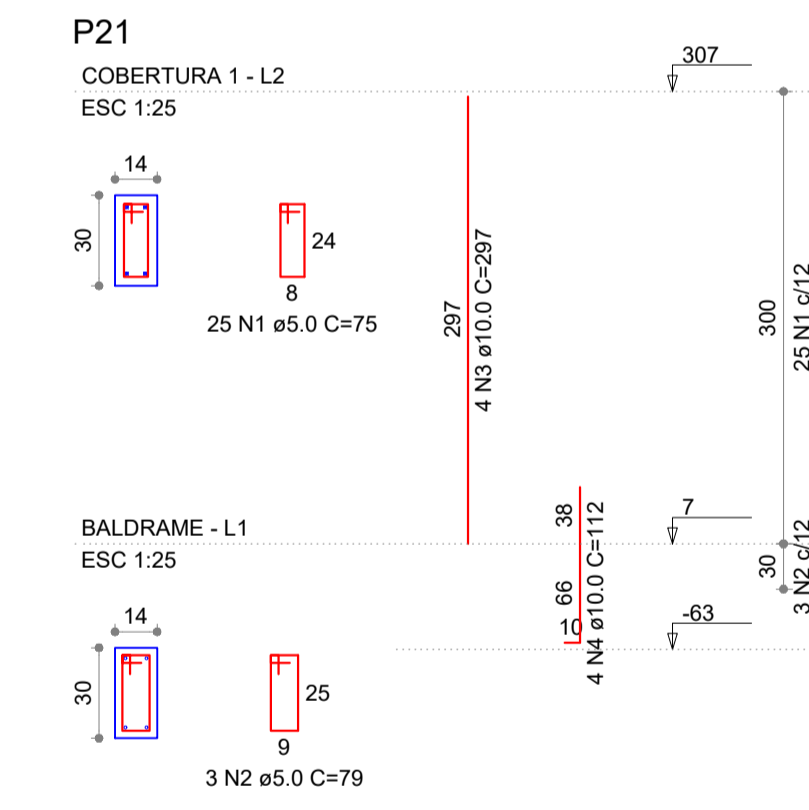 P21
COBERTURA 1 - L2
ESC 1:25
307
14
30
24
8
25 N1 ø5.0 C=75
297
4 N3 ø10.0 C=297
300
25 N1 c/12
BALDRAME - L1
ESC 1:25
7
38
66
10
4 N4 ø10.0 C=112
30
3 N2 c/12
-63
14
30
25
9
3 N2 ø5.0 C=79